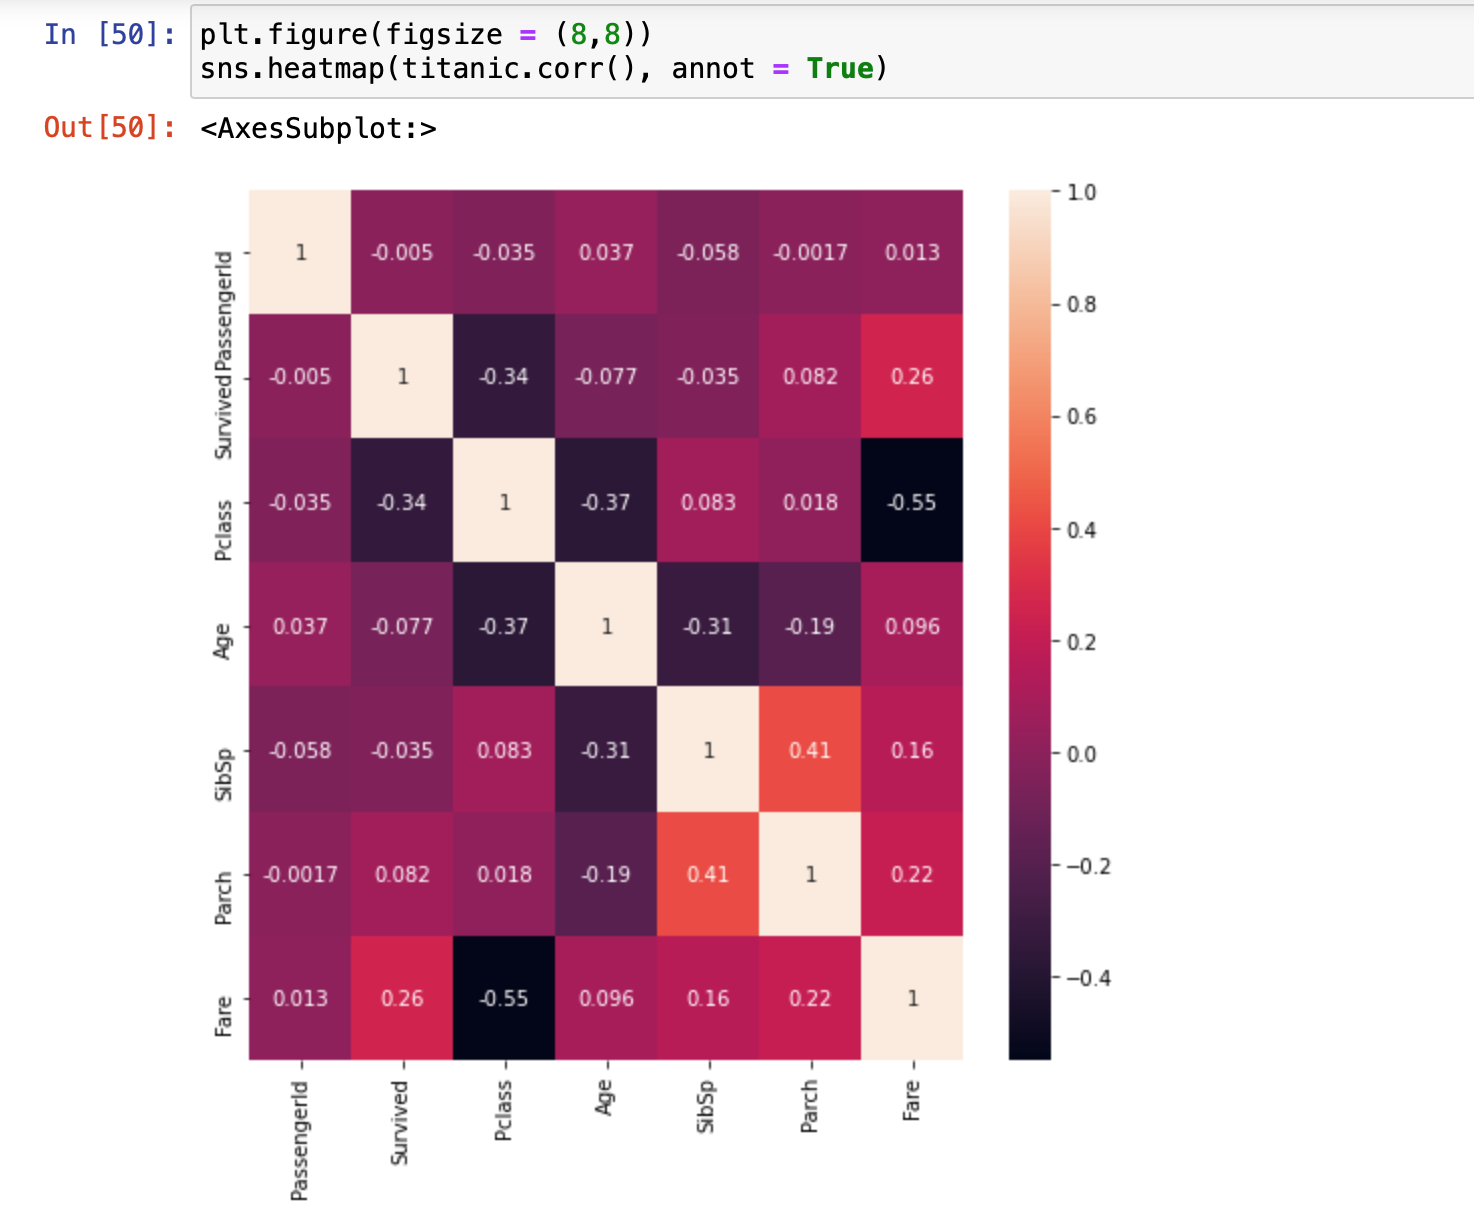 In [50]: plt.figure(figsize = (8,8))
sns.heatmap(titanic.corr(), annot = True)
Out[50]: <AxesSubplot:>
PassengerId 1 -0.005 -0.035 0.037 -0.058 -0.0017 0.013
Survived -0.005 1 -0.34 -0.077 -0.035 0.082 0.26
Pclass -0.035 -0.34 1 -0.37 0.083 0.018 -0.55
Age 0.037 -0.077 -0.37 1 -0.31 -0.19 0.096
SibSp -0.058 -0.035 0.083 -0.31 1 0.41 0.16
Parch -0.0017 0.082 0.018 -0.19 0.41 1 0.22
Fare 0.013 0.26 -0.55 0.096 0.16 0.22 1
PassengerId Survived Pclass Age SibSp Parch Fare
1.0
0.8
0.6
0.4
0.2
0.0
−0.2
−0.4